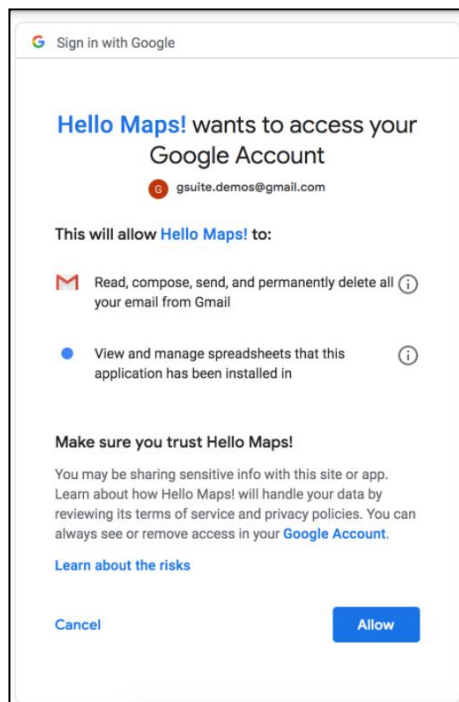 Sign in with Google
Hello Maps! wants to access your
Google Account
G gsuite.demos@gmail.com
This will allow Hello Maps! to:
Read, compose, send, and permanently delete all
your email from Gmail
View and manage spreadsheets that this
application has been installed in
Make sure you trust Hello Maps!
You may be sharing sensitive info with this site or app.
Learn about how Hello Maps! will handle your data by
reviewing its terms of service and privacy policies. You can
always see or remove access in your Google Account.
Learn about the risks
Cancel
Allow